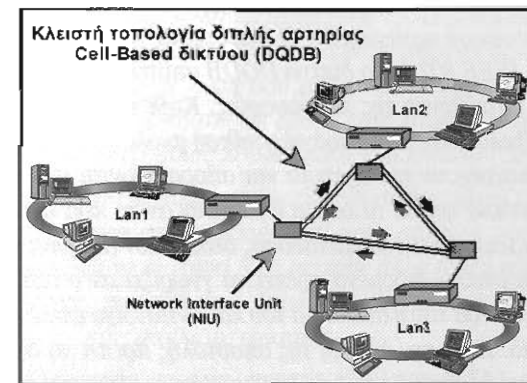 Κλειστή τοπολογία διπλής αρτηρίας
Cell-Based δικτύου (DQDB)
Lan2
Lan1
Network Interface Unit
(NIU)
Lan3